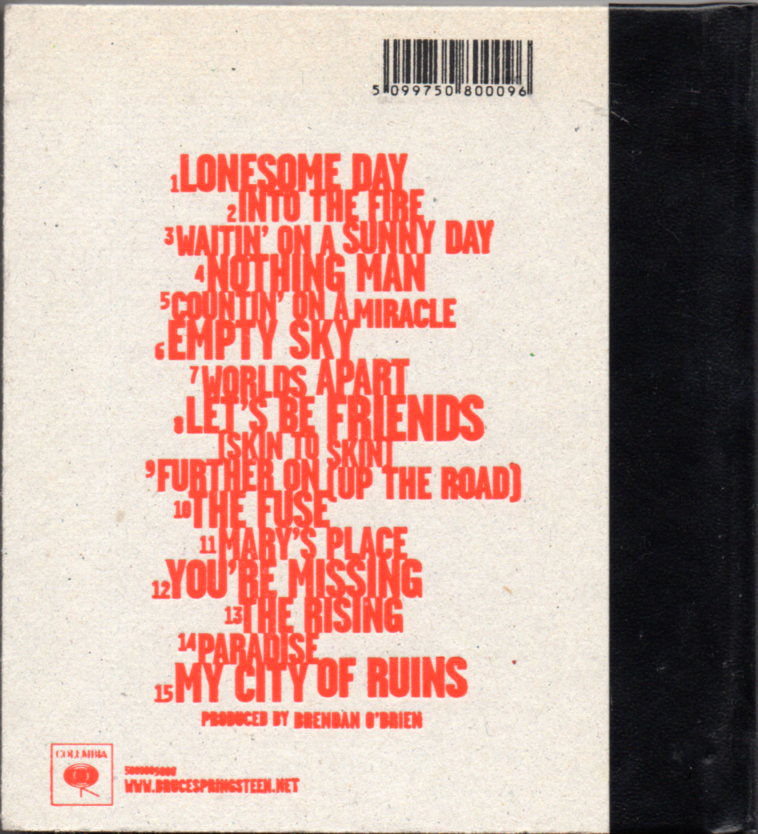 5 099750 800096
1 LONESOME DAY
2 INTO THE FIRE
3 WAITIN' ON A SUNNY DAY
4 NOTHING MAN
5 COUNTIN' ON A MIRACLE
6 EMPTY SKY
7 WORLDS APART
8 LET'S BE FRIENDS
(SKIN TO SKIN)
9 FURTHER ON (UP THE ROAD)
10 THE FUSE
11 MARY'S PLACE
12 YOU'RE MISSING
13 THE RISING
14 PARADISE
15 MY CITY OF RUINS
PRODUCED BY BRENDAN O'BRIEN
COLUMBIA
WWW.BRUCESPRINGSTEEN.NET